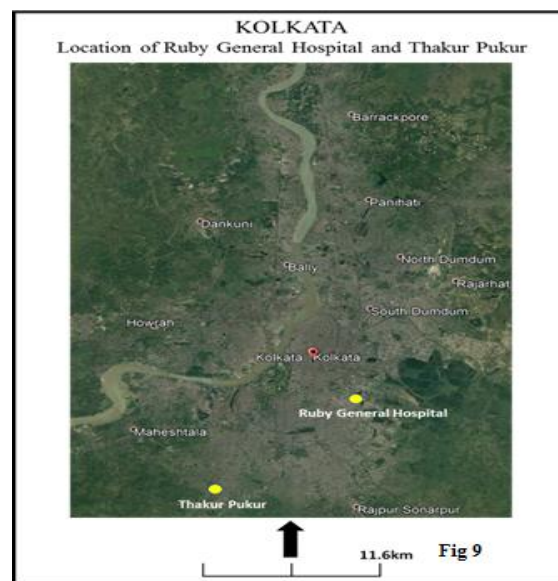 KOLKATA
Location of Ruby General Hospital and Thakur Pukur
Barrackpore
Panihati
Dankuni
North Dumdum
Bally
Rajarhat
South Dumdum
Howrah
Kolkata Kolkata
Ruby General Hospital
Maheshtala
Thakur Pukur
Rajpur Sonarpur
11.6km
Fig 9